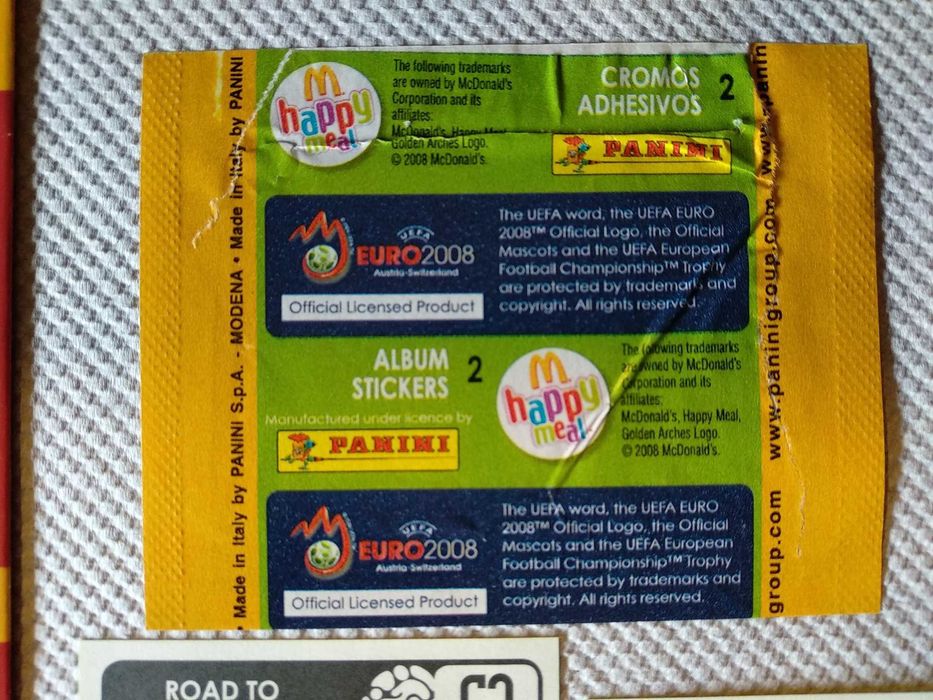 • Made in Italy by PANINI S.p.A. - MODENA • Made in Italy by PANINI
M
happy
meal
The following trademarks
are owned by McDonald's
Corporation and its
affiliates:
McDonald's, Happy Meal,
Golden Arches Logo.
© 2008 McDonald's.
CROMOS 2
ADHESIVOS
PANINI
UEFA
EURO2008
Austria-Switzerland
Official Licensed Product
The UEFA word, the UEFA EURO
2008™ Official Logo, the Official
Mascots and the UEFA European
Football Championship™ Trophy
are protected by trademarks and
copyright. All rights reserved.
ALBUM 2
STICKERS
Manufactured under licence by
PANINI
M
happy
meal
The following trademarks
are owned by McDonald's
Corporation and its
affiliates:
McDonald's, Happy Meal,
Golden Arches Logo.
© 2008 McDonald's.
UEFA
EURO2008
Austria-Switzerland
Official Licensed Product
The UEFA word, the UEFA EURO
2008™ Official Logo, the Official
Mascots and the UEFA European
Football Championship™ Trophy
are protected by trademarks and
copyright. All rights reserved.
group.com www.paninigroup.com www.panin
ROAD TO